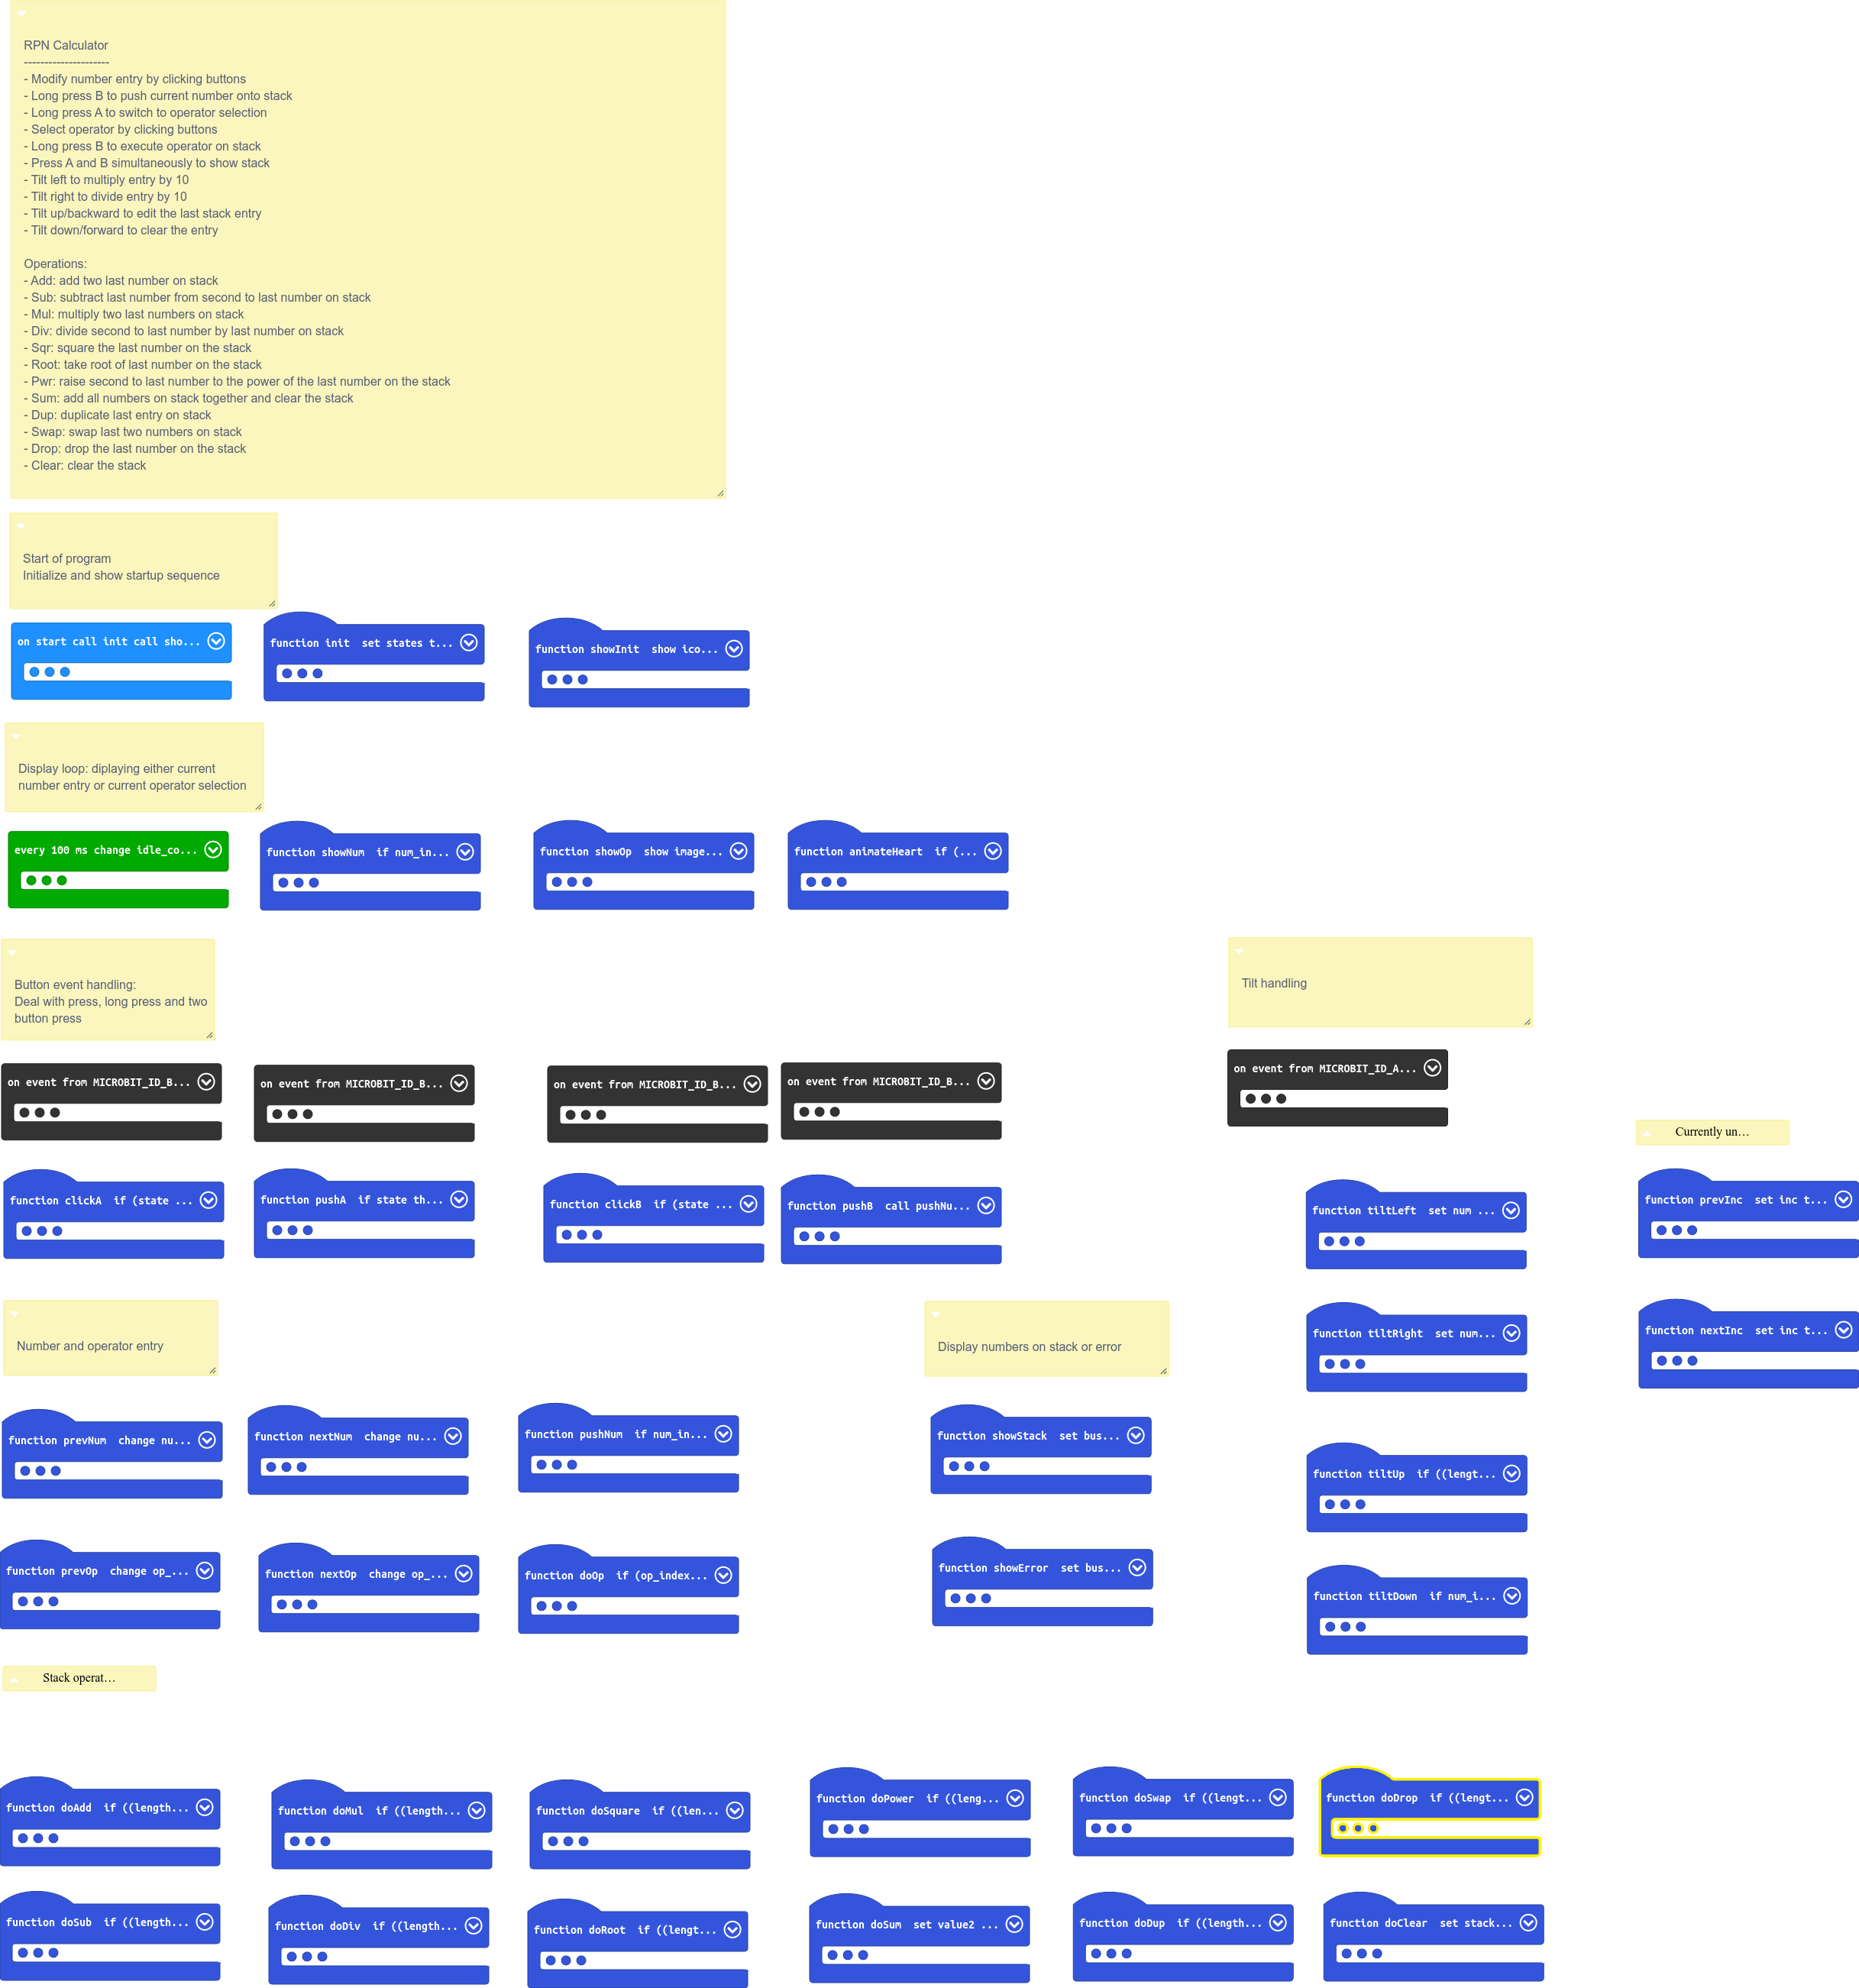 RPN Calculator
---------------------
- Modify number entry by clicking buttons
- Long press B to push current number onto stack
- Long press A to switch to operator selection
- Select operator by clicking buttons
- Long press B to execute operator on stack
- Press A and B simultaneously to show stack
- Tilt left to multiply entry by 10
- Tilt right to divide entry by 10
- Tilt up/backward to edit the last stack entry
- Tilt down/forward to clear the entry
Operations:
- Add: add two last number on stack
- Sub: subtract last number from second to last number on stack
- Mul: multiply two last numbers on stack
- Div: divide second to last number by last number on stack
- Sqr: square the last number on the stack
- Root: take root of last number on the stack
- Pwr: raise second to last number to the power of the last number on the stack
- Sum: add all numbers on stack together and clear the stack
- Dup: duplicate last entry on stack
- Swap: swap last two numbers on stack
- Drop: drop the last number on the stack
- Clear: clear the stack
Start of program
Initialize and show startup sequence
on start call init call sho...
function init  set states t...
function showInit  show ico...
Display loop: diplaying either current
number entry or current operator selection
every 100 ms change idle_co...
function showNum  if num_in...
function showOp  show image...
function animateHeart  if (...
Button event handling:
Deal with press, long press and two
button press
Tilt handling
on event from MICROBIT_ID_B...
on event from MICROBIT_ID_B...
on event from MICROBIT_ID_B...
on event from MICROBIT_ID_B...
on event from MICROBIT_ID_A...
Currently un…
function clickA  if (state ...
function pushA  if state th...
function clickB  if (state ...
function pushB  call pushNu...
function tiltLeft  set num ...
function prevInc  set inc t...
Number and operator entry
Display numbers on stack or error
function tiltRight  set num...
function nextInc  set inc t...
function prevNum  change nu...
function nextNum  change nu...
function pushNum  if num_in...
function showStack  set bus...
function tiltUp  if ((lengt...
function prevOp  change op_...
function nextOp  change op_...
function doOp  if (op_index...
function showError  set bus...
function tiltDown  if num_i...
Stack operat…
function doAdd  if ((length...
function doMul  if ((length...
function doSquare  if ((len...
function doPower  if ((leng...
function doSwap  if ((lengt...
function doDrop  if ((lengt...
function doSub  if ((length...
function doDiv  if ((length...
function doRoot  if ((lengt...
function doSum  set value2 ...
function doDup  if ((length...
function doClear  set stack...